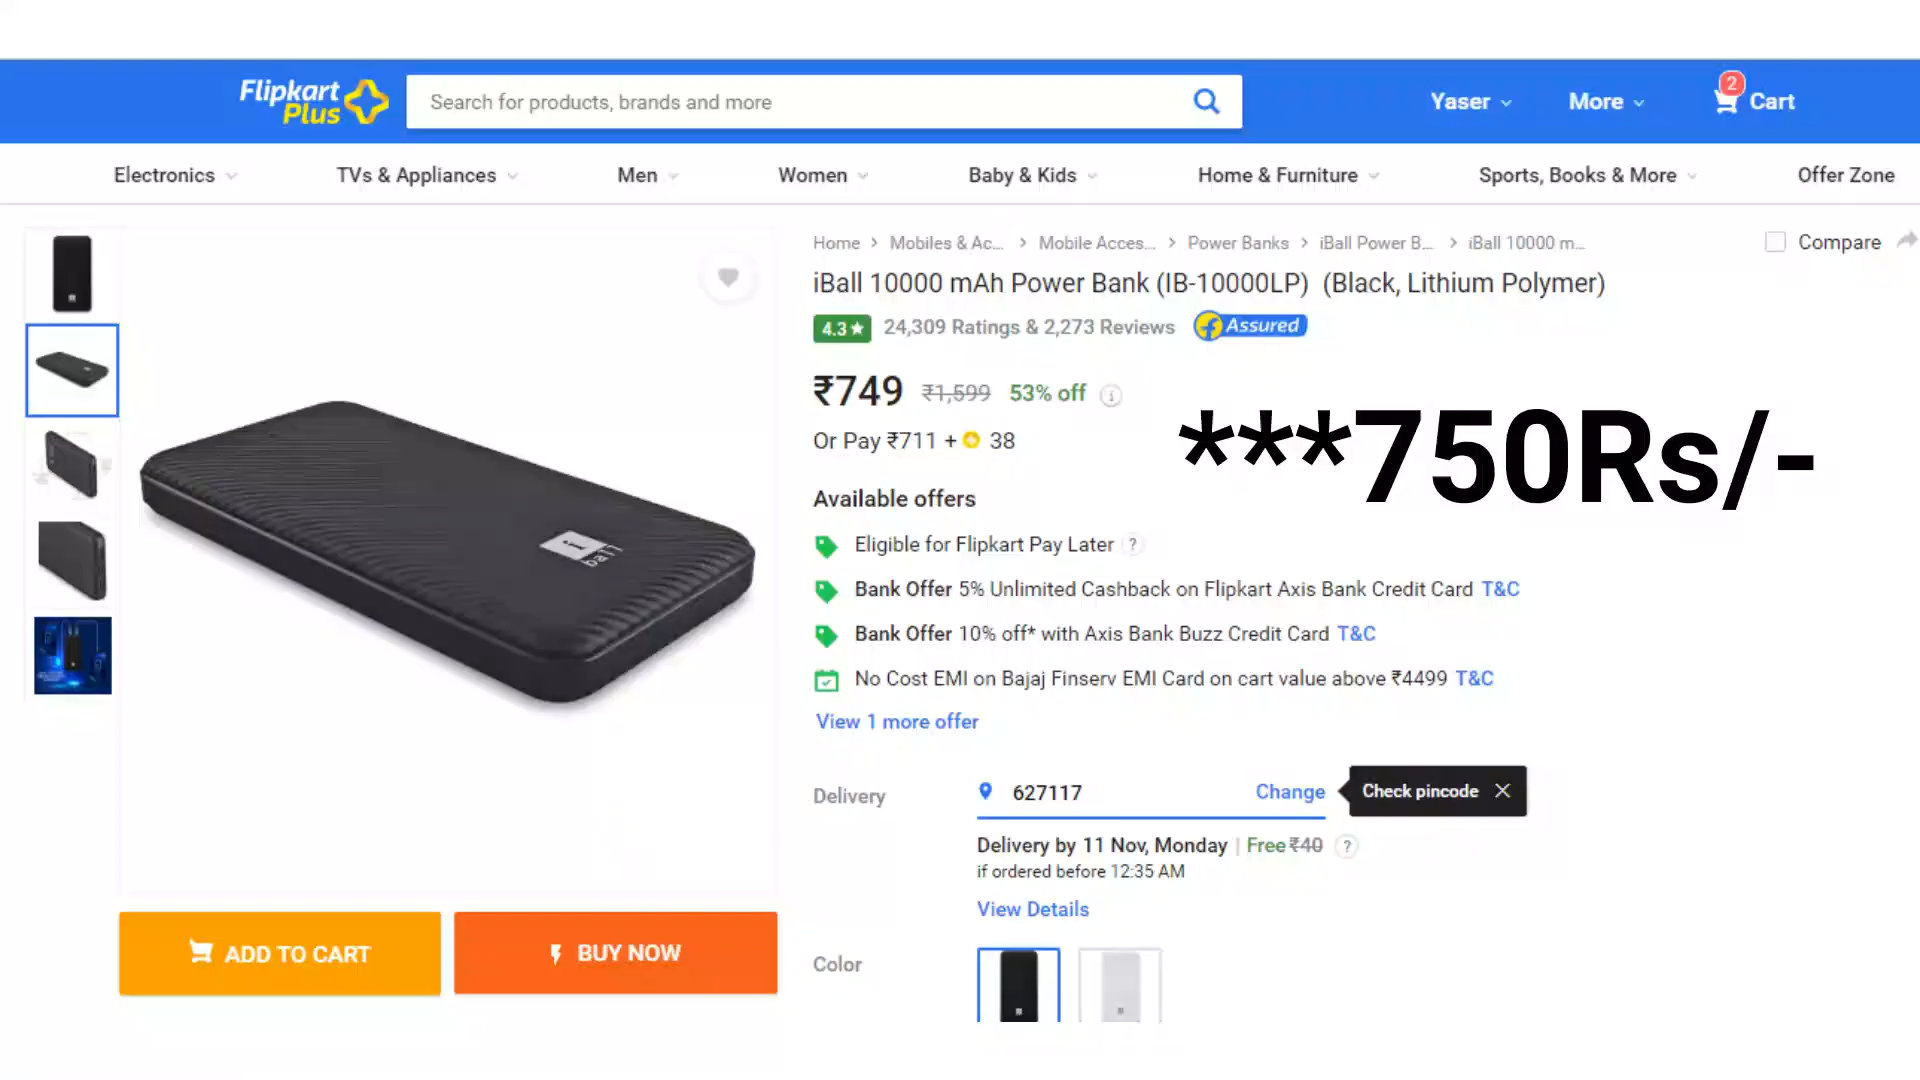 Flipkart
Plus
Search for products, brands and more
Yaser
More
2
Cart
Electronics
TVs & Appliances
Men
Women
Baby & Kids
Home & Furniture
Sports, Books & More
Offer Zone
Home > Mobiles & Ac... > Mobile Acces... > Power Banks > iBall Power B... > iBall 10000 m...
Compare
iBall 10000 mAh Power Bank (IB-10000LP) (Black, Lithium Polymer)
4.3★ 24,309 Ratings & 2,273 Reviews f Assured
₹749 ₹1,599 53% off i
***750Rs/-
Or Pay ₹711 + 38
Available offers
Eligible for Flipkart Pay Later ?
Bank Offer 5% Unlimited Cashback on Flipkart Axis Bank Credit Card T&C
Bank Offer 10% off* with Axis Bank Buzz Credit Card T&C
No Cost EMI on Bajaj Finserv EMI Card on cart value above ₹4499 T&C
View 1 more offer
i
ball
Delivery
627117
Change
Check pincode
Delivery by 11 Nov, Monday | Free ₹40 ?
if ordered before 12:35 AM
View Details
ADD TO CART
BUY NOW
Color